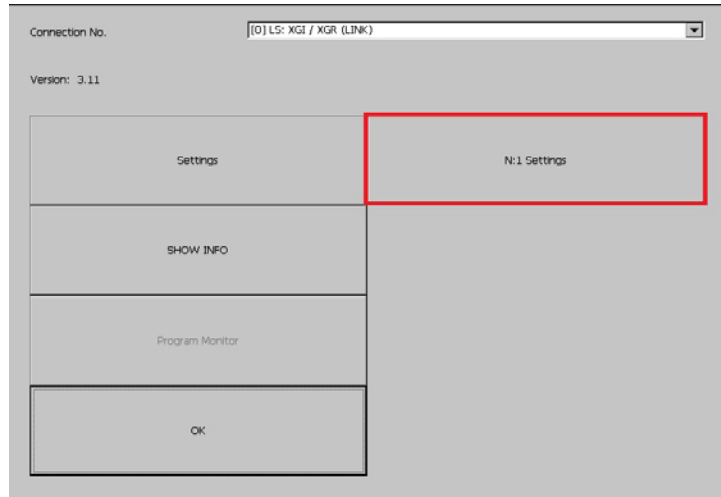 Connection No. [0] LS: XGI / XGR (LINK)
Version: 3.11
Settings N:1 Settings
SHOW INFO
Program Monitor
OK